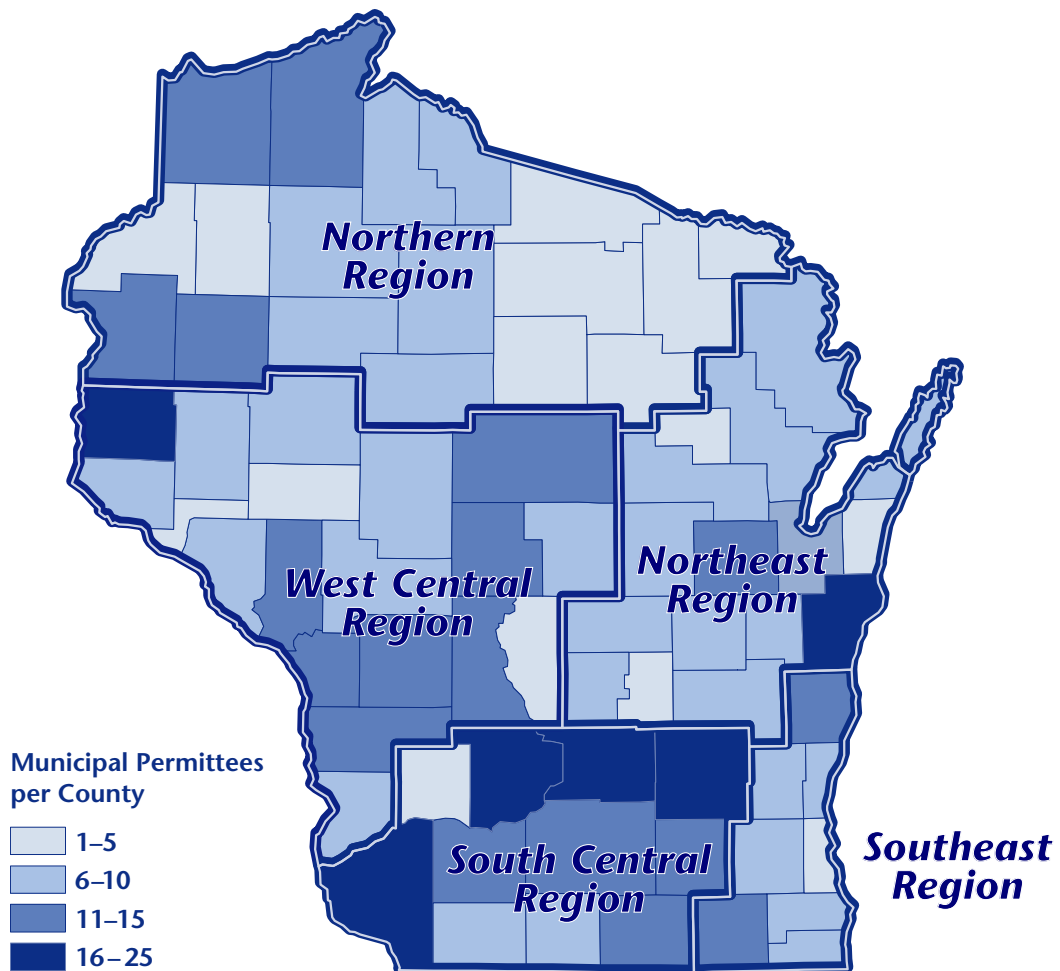 Northern
Region
Northeast
Region
West Central
Region
Municipal Permittees
per County
1–5
6–10
11–15
16–25
South Central
Region
Southeast
Region